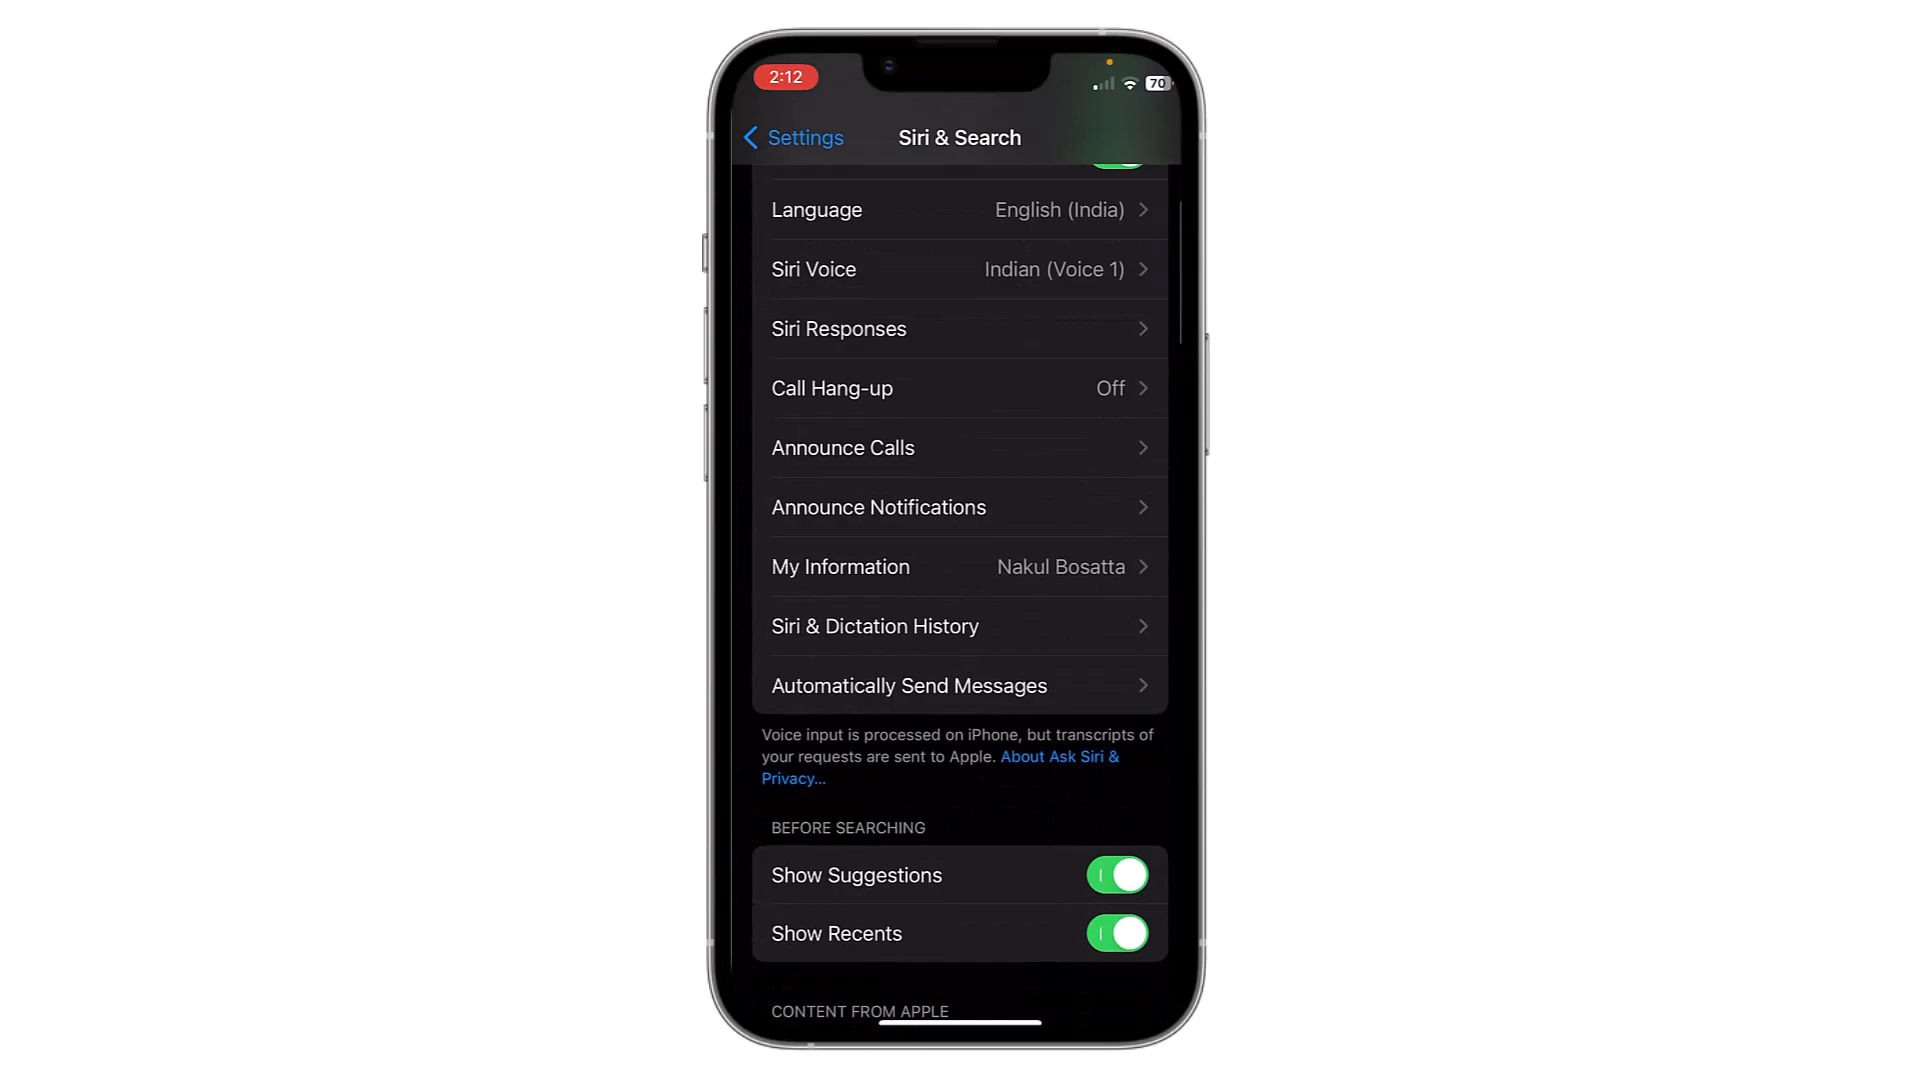 2:12
70
Settings
Siri & Search
Language
English (India)
Siri Voice
Indian (Voice 1)
Siri Responses
Call Hang-up
Off
Announce Calls
Announce Notifications
My Information
Nakul Bosatta
Siri & Dictation History
Automatically Send Messages
Voice input is processed on iPhone, but transcripts of
your requests are sent to Apple. About Ask Siri &
Privacy...
BEFORE SEARCHING
Show Suggestions
Show Recents
CONTENT FROM APPLE